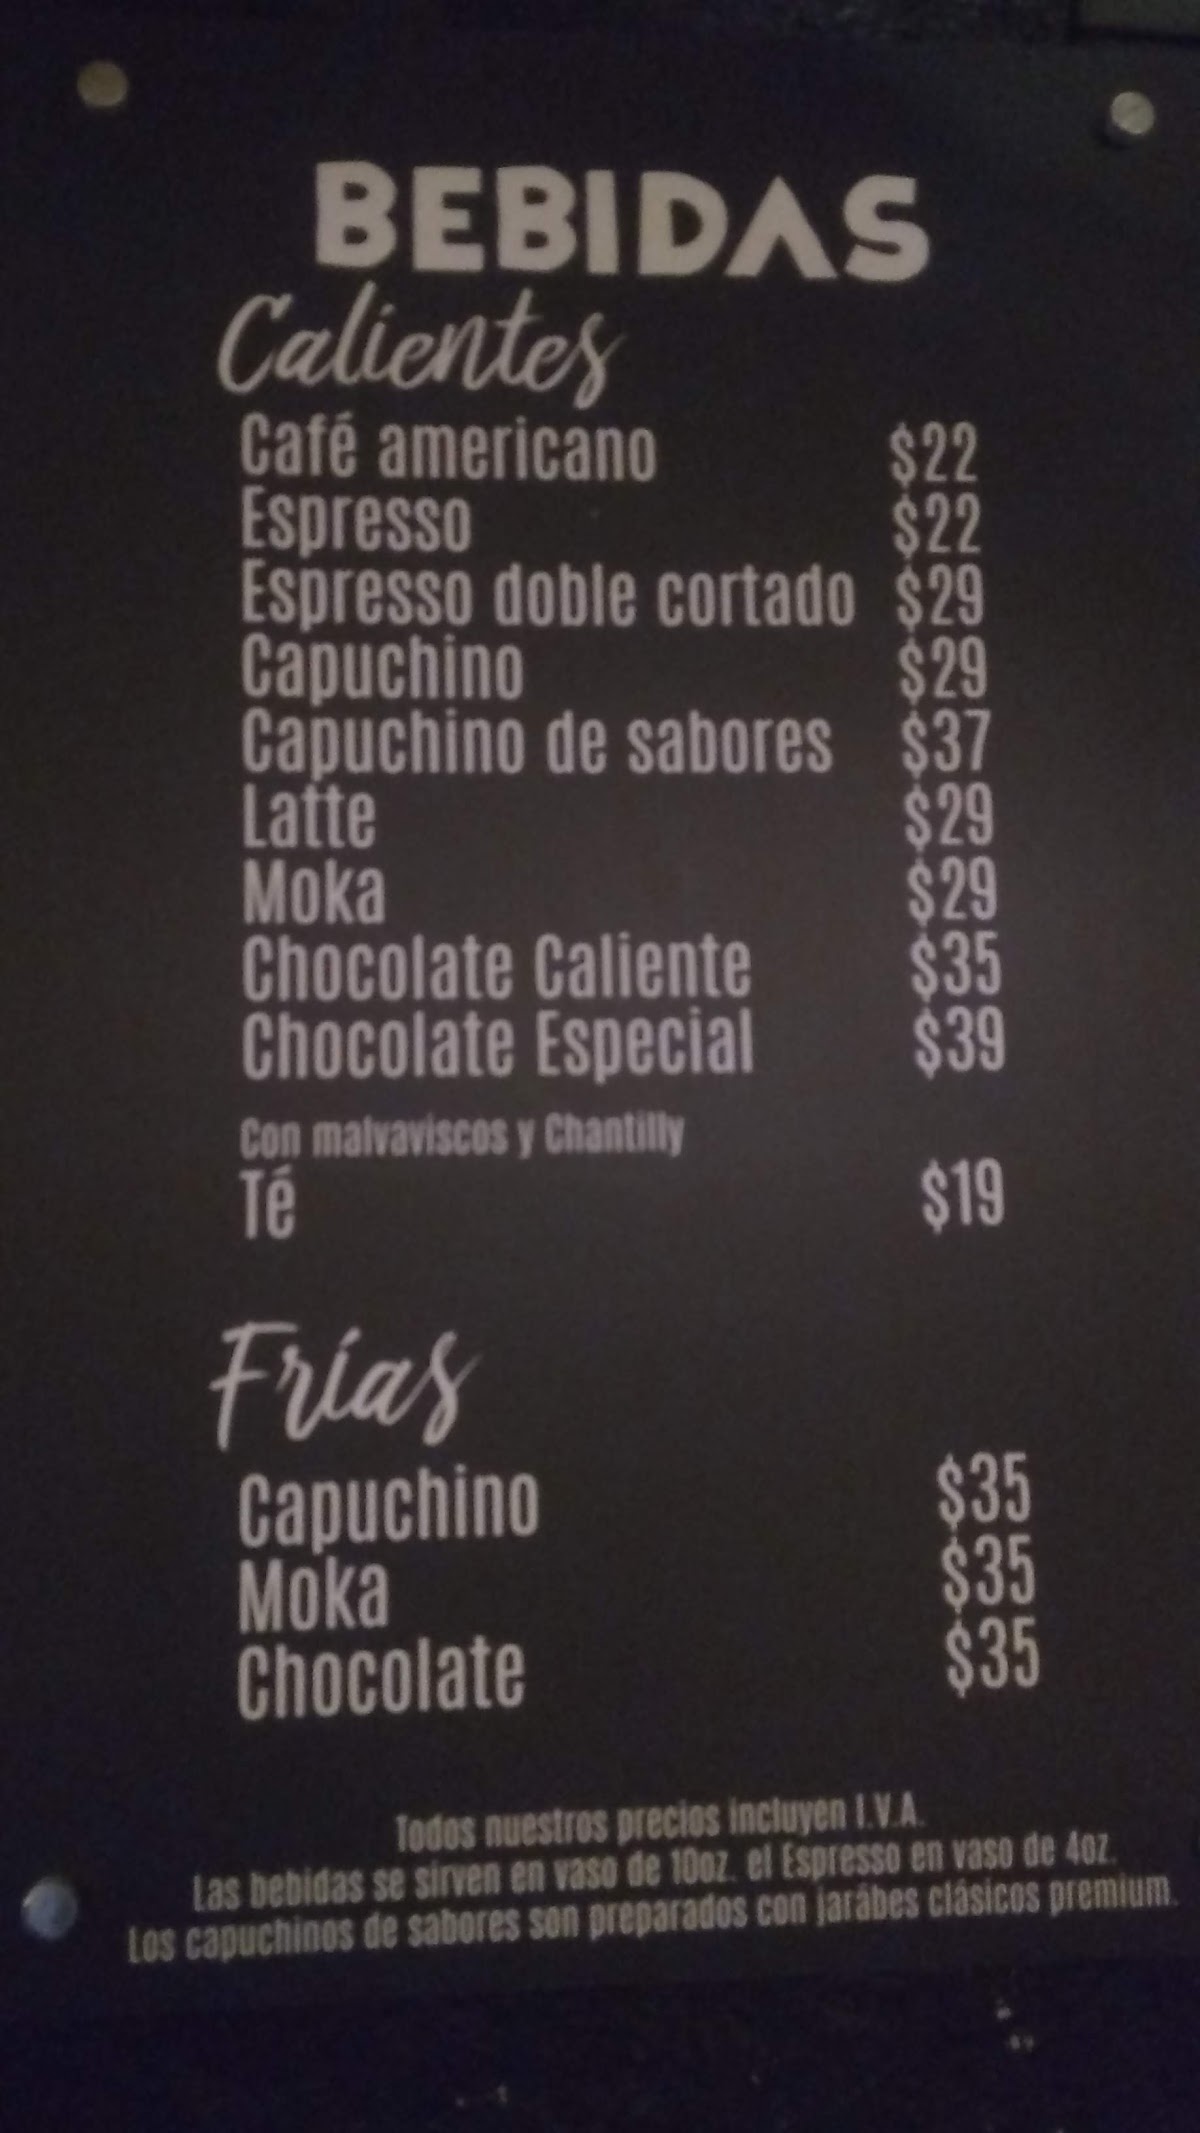 BEBIDAS
Calientes
Café americano $22
Espresso $22
Espresso doble cortado $29
Capuchino $29
Capuchino de sabores $37
Latte $29
Moka $29
Chocolate Caliente $35
Chocolate Especial $39
Con malvaviscos y Chantilly
Té $19
Frías
Capuchino $35
Moka $35
Chocolate $35
Todos nuestros precios incluyen I.V.A.
Las bebidas se sirven en vaso de 10oz. el Espresso en vaso de 4oz.
Los capuchinos de sabores son preparados con jarábes clásicos premium.